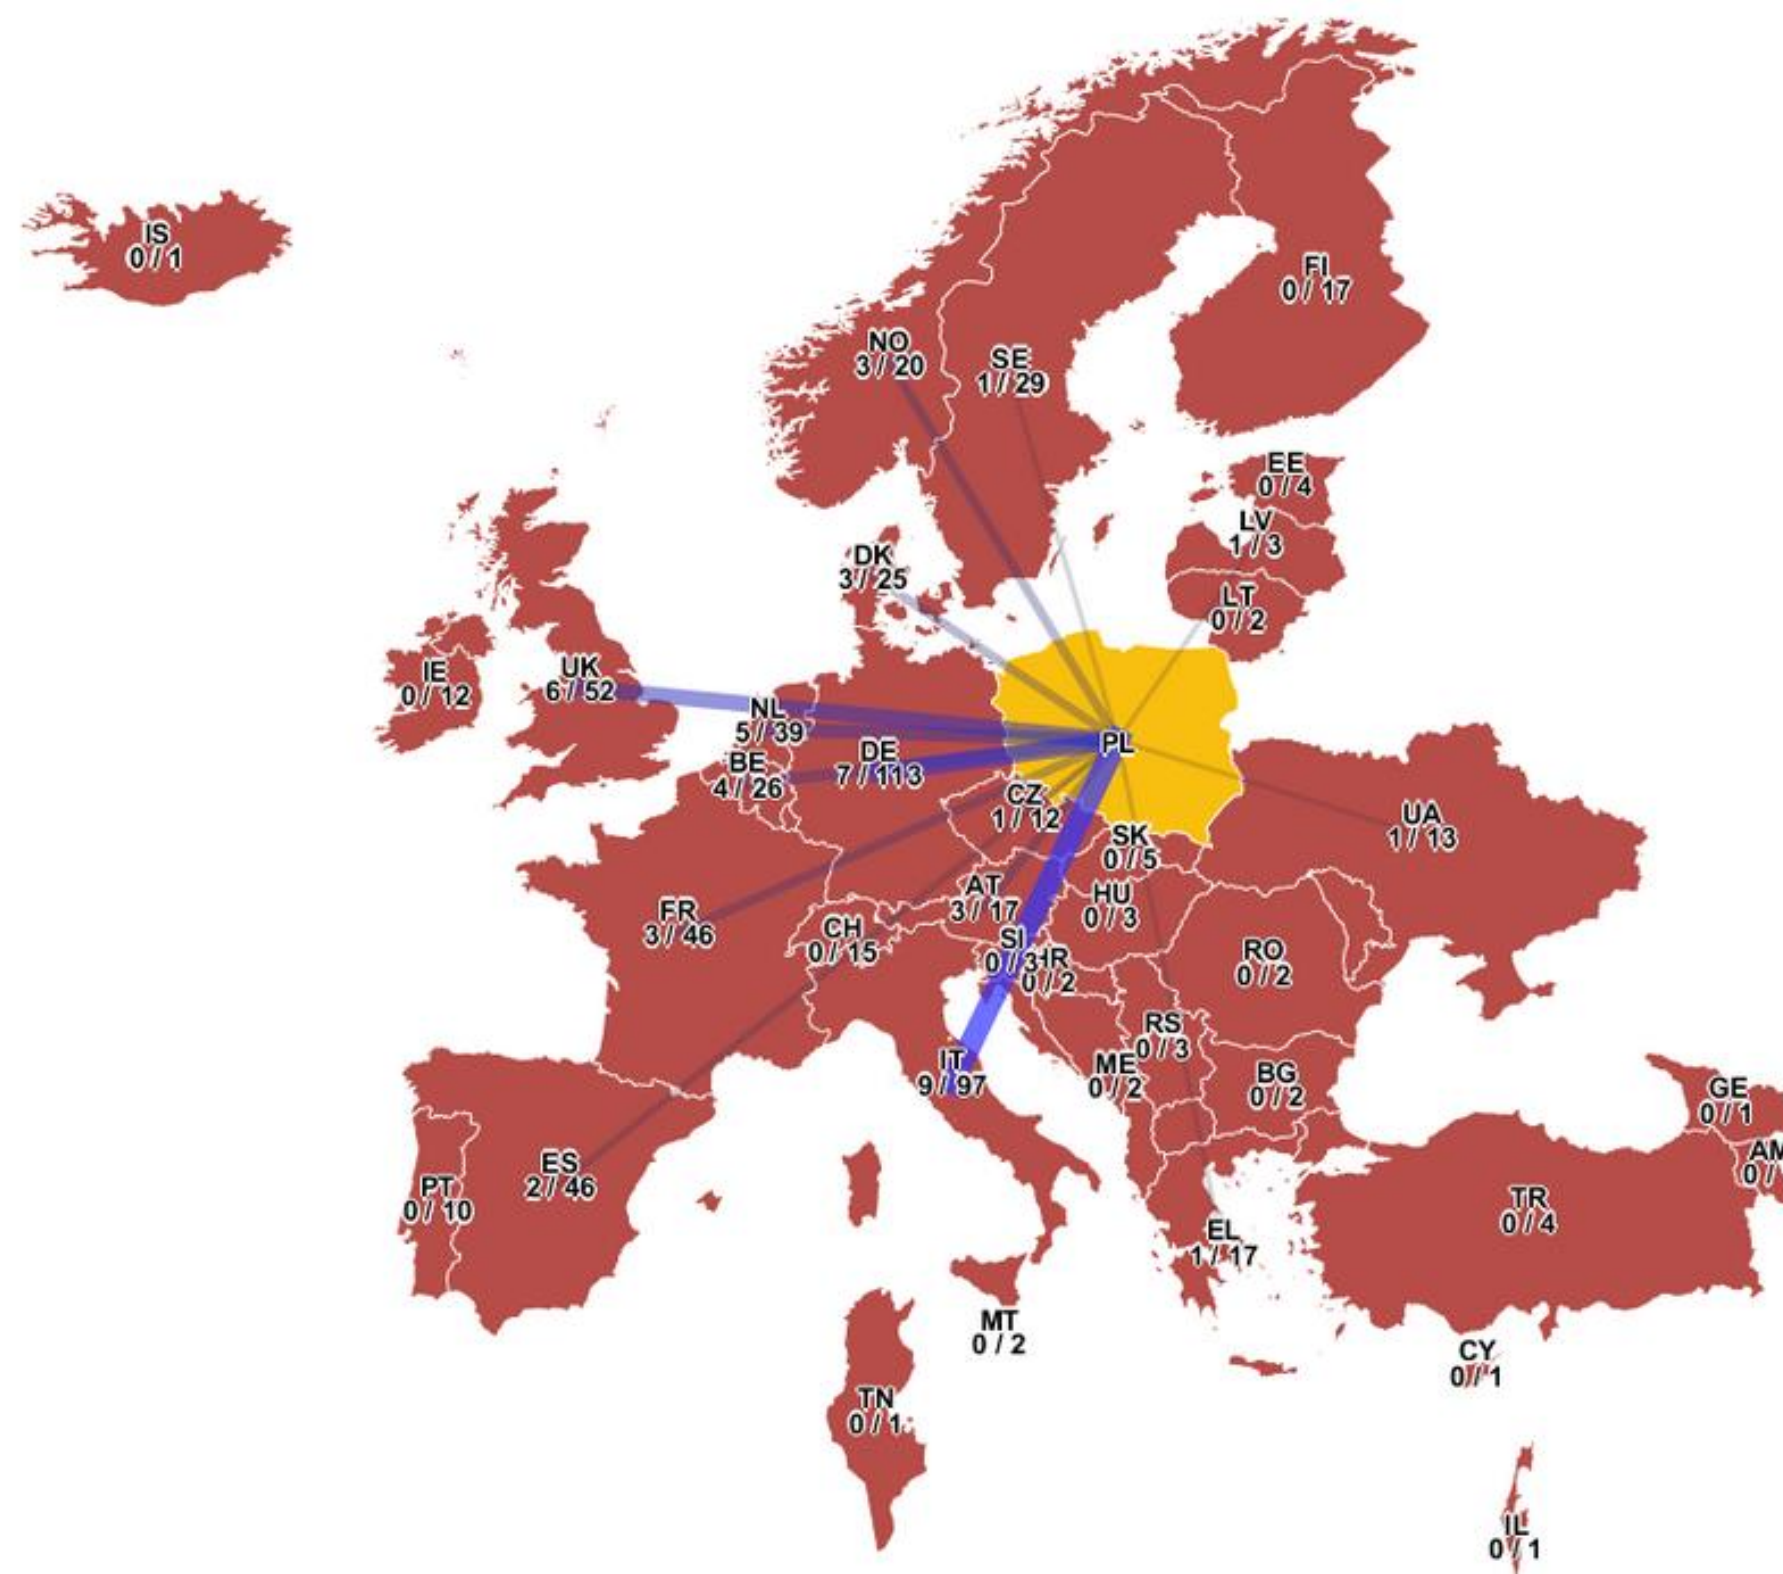 IS
0 / 1
FI
0 / 17
NO
3 / 20
SE
1 / 29
EE
0 / 4
LV
1 / 3
DK
3 / 25
LT
0 / 2
IE
0 / 12
UK
6 / 52
NL
5 / 39
PL
DE
7 / 113
BE
4 / 26
CZ
1 / 12
UA
1 / 13
SK
0 / 5
AT
3 / 17
HU
0 / 3
FR
3 / 46
CH
0 / 15
SI
0 / 3
HR
0 / 2
RO
0 / 2
RS
0 / 3
IT
9 / 97
ME
0 / 2
BG
0 / 2
GE
0 / 1
AM
0 /
ES
2 / 46
PT
0 / 10
TR
0 / 4
EL
1 / 17
MT
0 / 2
CY
0 / 1
TN
0 / 1
IL
0 / 1